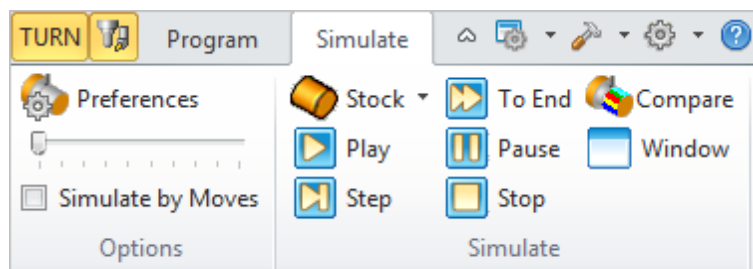 TURN Program Simulate
Preferences Stock To End Compare
Play Pause Window
Simulate by Moves Step Stop
Options Simulate